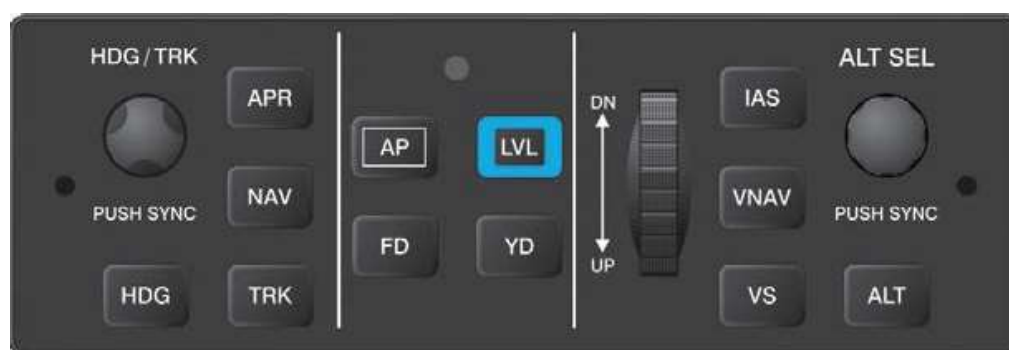 HDG/TRK
APR
NAV
PUSH SYNC
HDG
TRK
AP
LVL
FD
YD
DN
UP
IAS
VNAV
VS
ALT SEL
PUSH SYNC
ALT